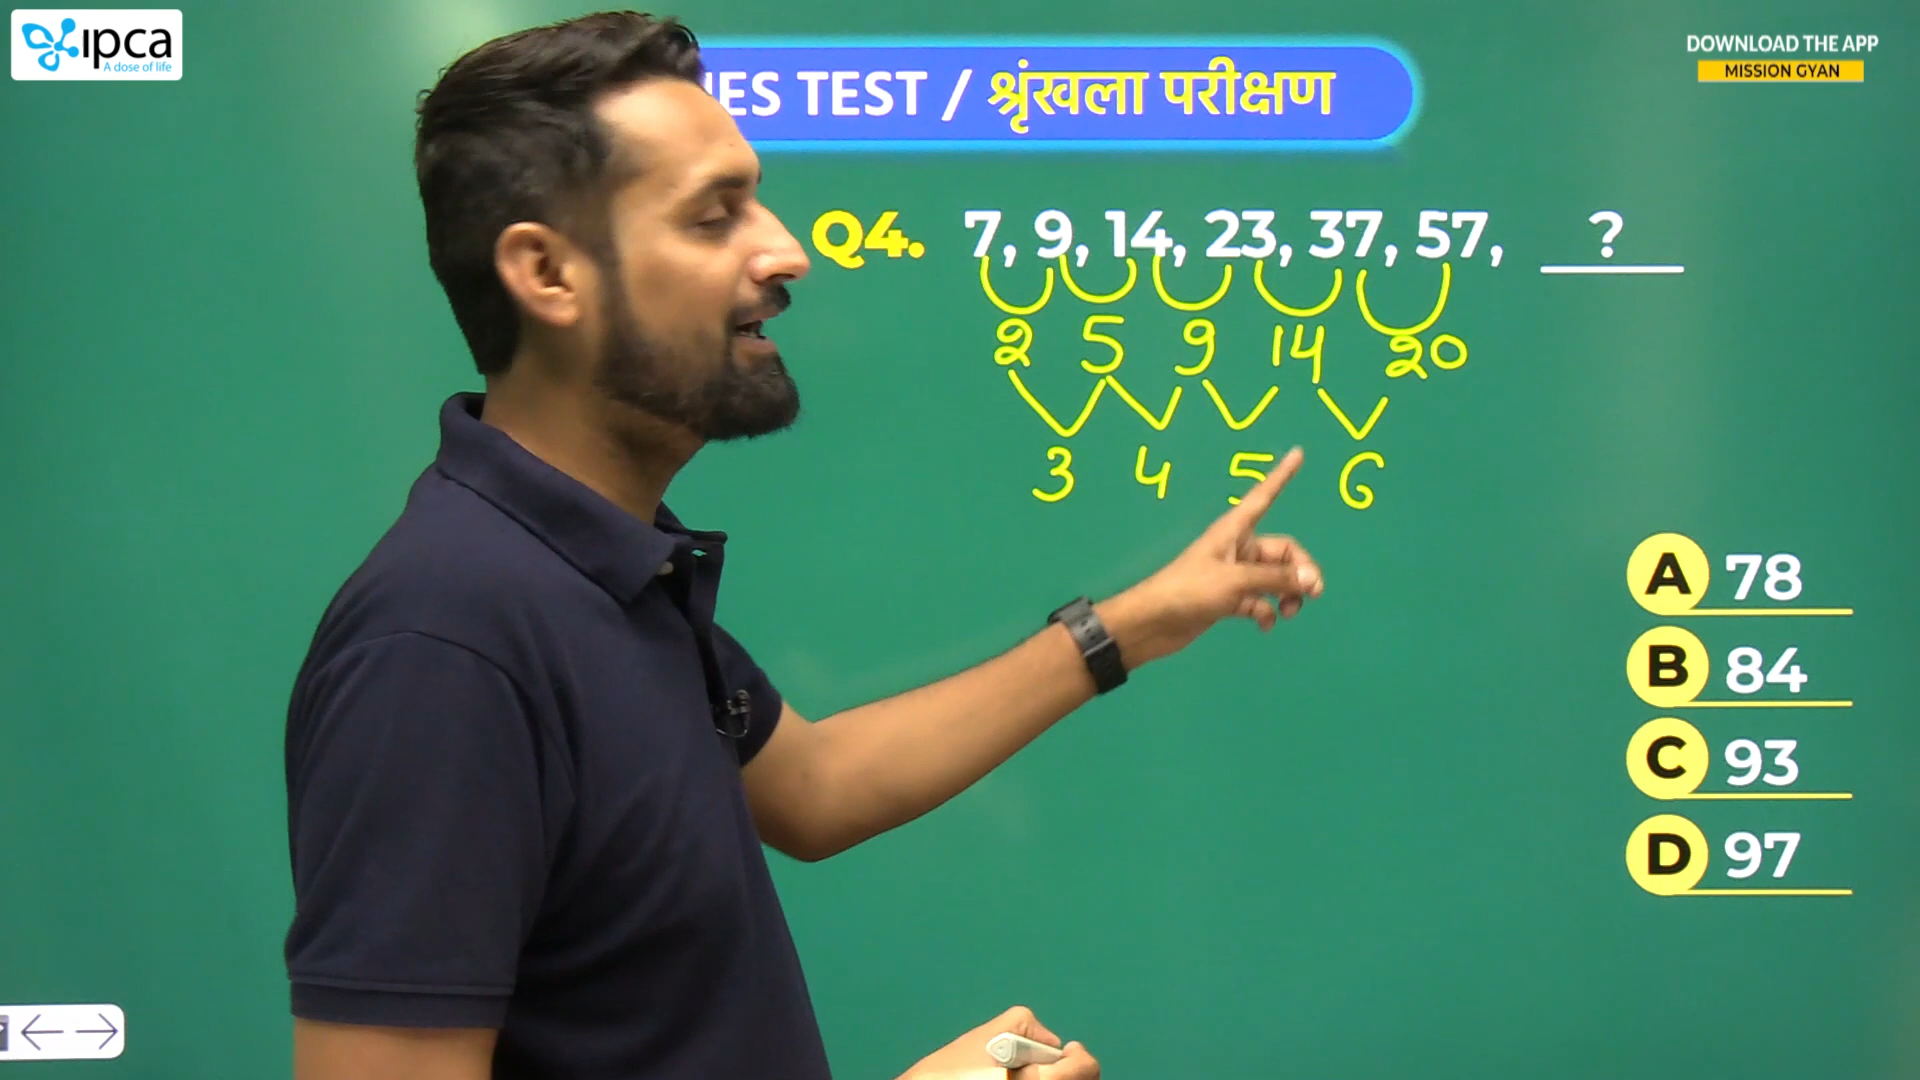 ipca
A dose of life
DOWNLOAD THE APP
MISSION GYAN
IES TEST / श्रृंखला परीक्षण
Q4. 7, 9, 14, 23, 37, 57, ?
2 5 9 14 20
3 4 5 6
A 78
B 84
C 93
D 97